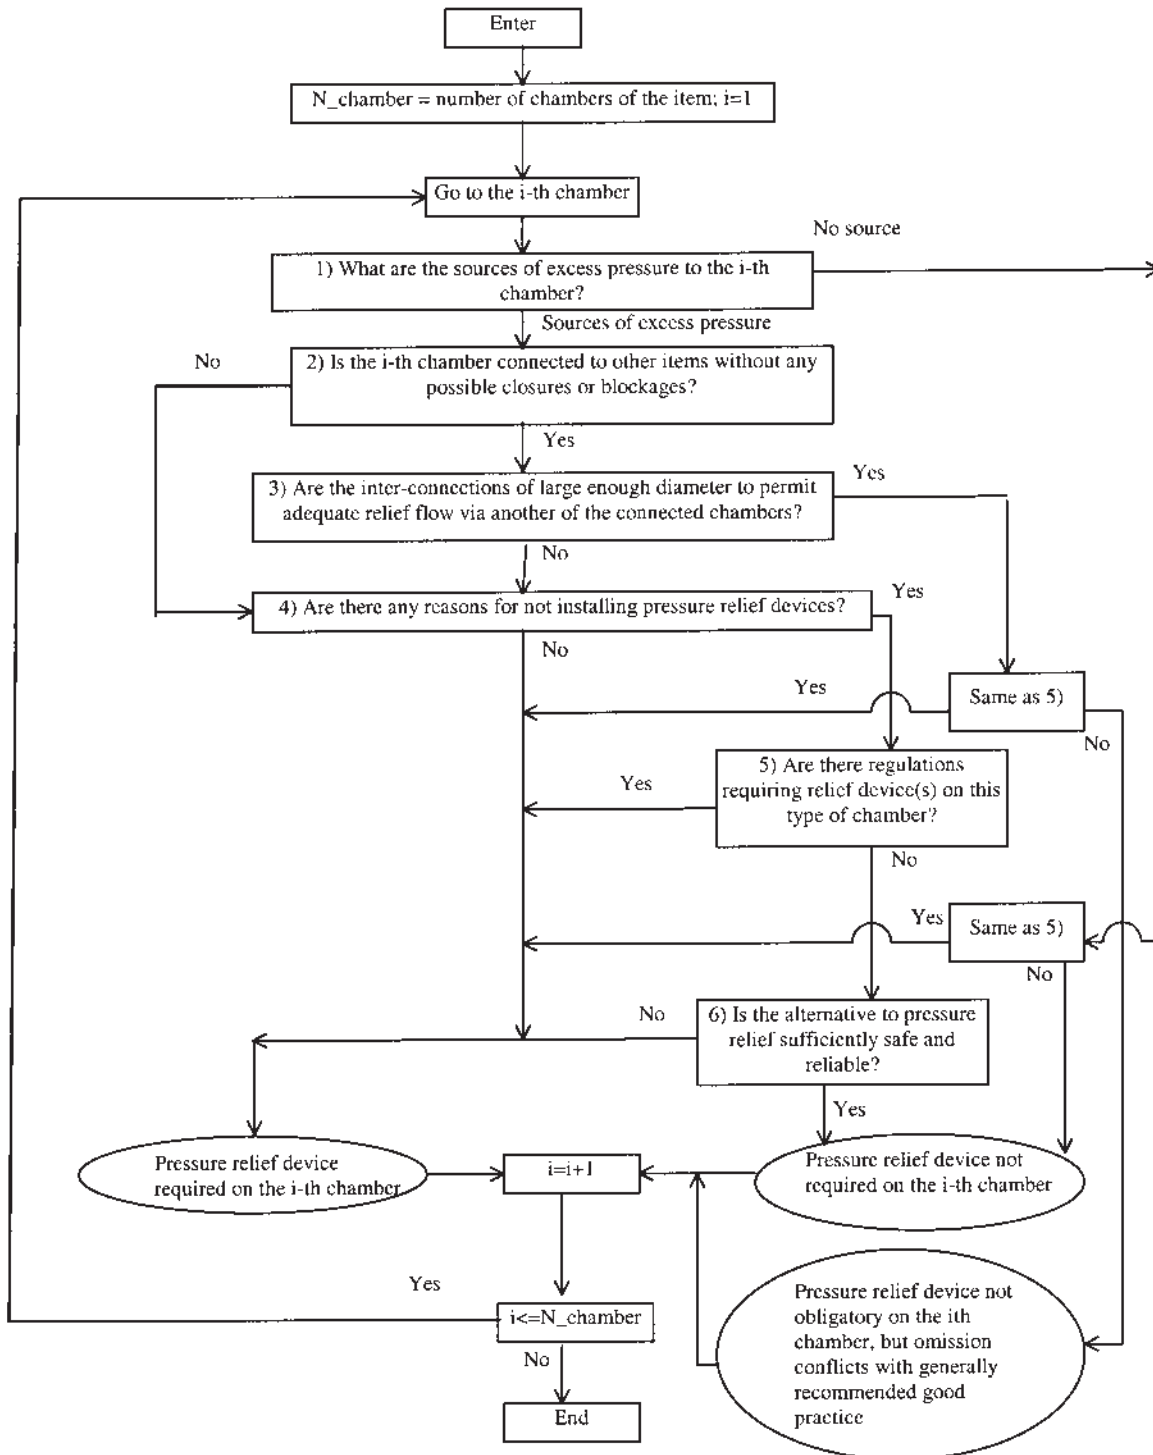 Enter
N_chamber = number of chambers of the item; i=1
Go to the i-th chamber
No source
1) What are the sources of excess pressure to the i-th
chamber?
Sources of excess pressure
No
2) Is the i-th chamber connected to other items without any
possible closures or blockages?
Yes
3) Are the inter-connections of large enough diameter to permit
adequate relief flow via another of the connected chambers?
Yes
No
4) Are there any reasons for not installing pressure relief devices?
Yes
No
Yes
Same as 5)
No
5) Are there regulations
requiring relief device(s) on this
type of chamber?
Yes
No
Yes
Same as 5)
No
No
6) Is the alternative to pressure
relief sufficiently safe and
reliable?
Yes
Pressure relief device
required on the i-th chamber
i=i+1
Pressure relief device not
required on the i-th chamber
Yes
i<=N_chamber
No
Pressure relief device not
obligatory on the ith
chamber, but omission
conflicts with generally
recommended good
practice
End